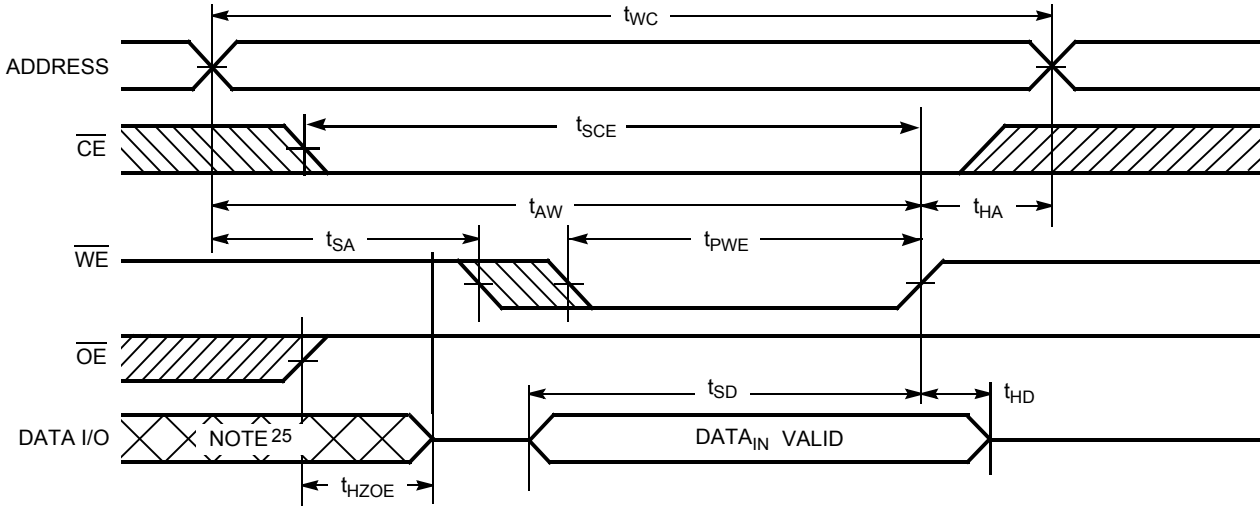 tWC
ADDRESS
tSCE
CE
tAW
tHA
tSA
tPWE
WE
OE
tSD
tHD
DATA I/O
NOTE 25
DATAIN VALID
tHZOE